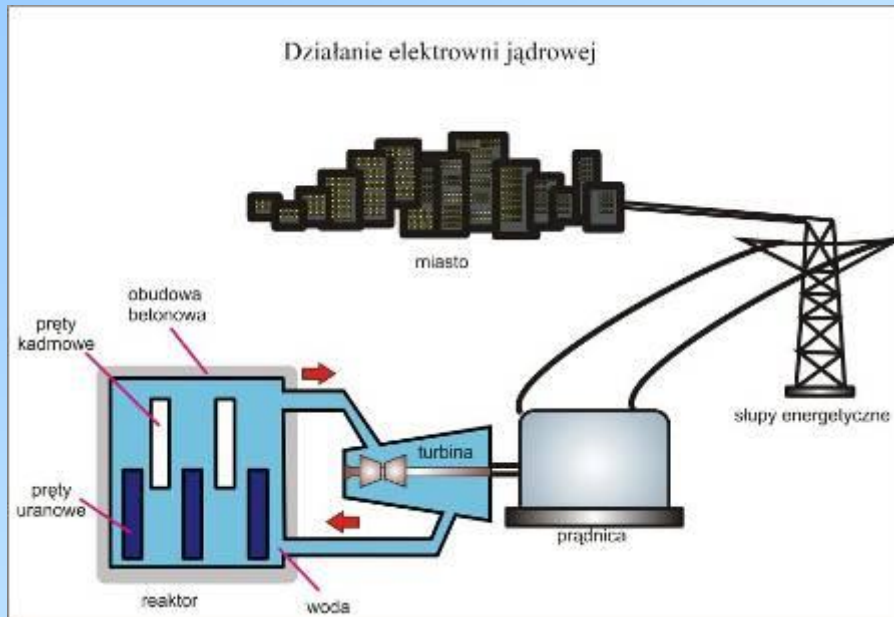 Działanie elektrowni jądrowej
miasto
obudowa
betonowa
pręty
kadmowe
słupy energetyczne
turbina
pręty
uranowe
prądnica
reaktor
woda